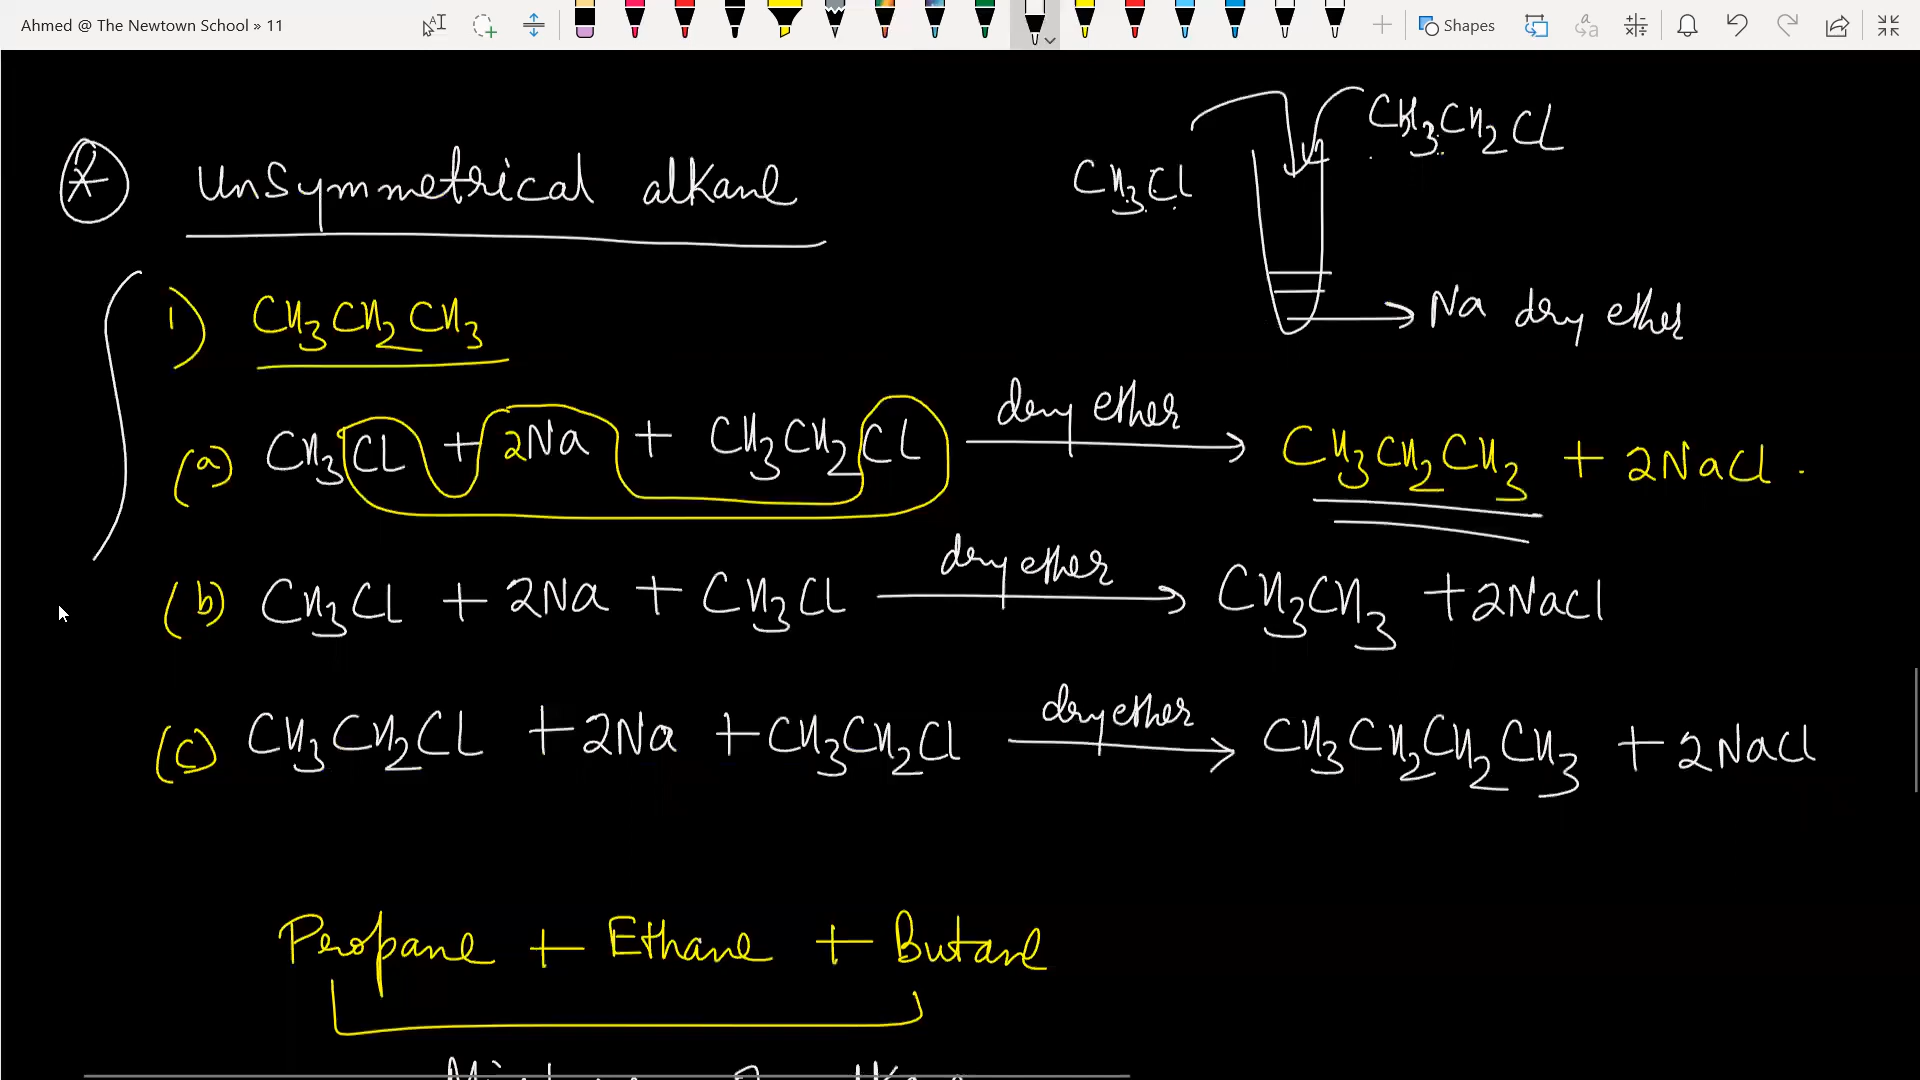 Ahmed @ The Newtown School » 11
Shapes
Unsymmetrical alkane
CH3Cl
CH3CH2Cl
Na dry ether
1) CH3CH2CH3
(a) CH3Cl + 2Na + CH3CH2Cl dry ether → CH3CH2CH3 + 2NaCl.
(b) CH3Cl + 2Na + CH3Cl dry ether → CH3CH3 + 2NaCl
(c) CH3CH2Cl + 2Na + CH3CH2Cl dry ether → CH3CH2CH2CH3 + 2NaCl
Propane + Ethane + Butane